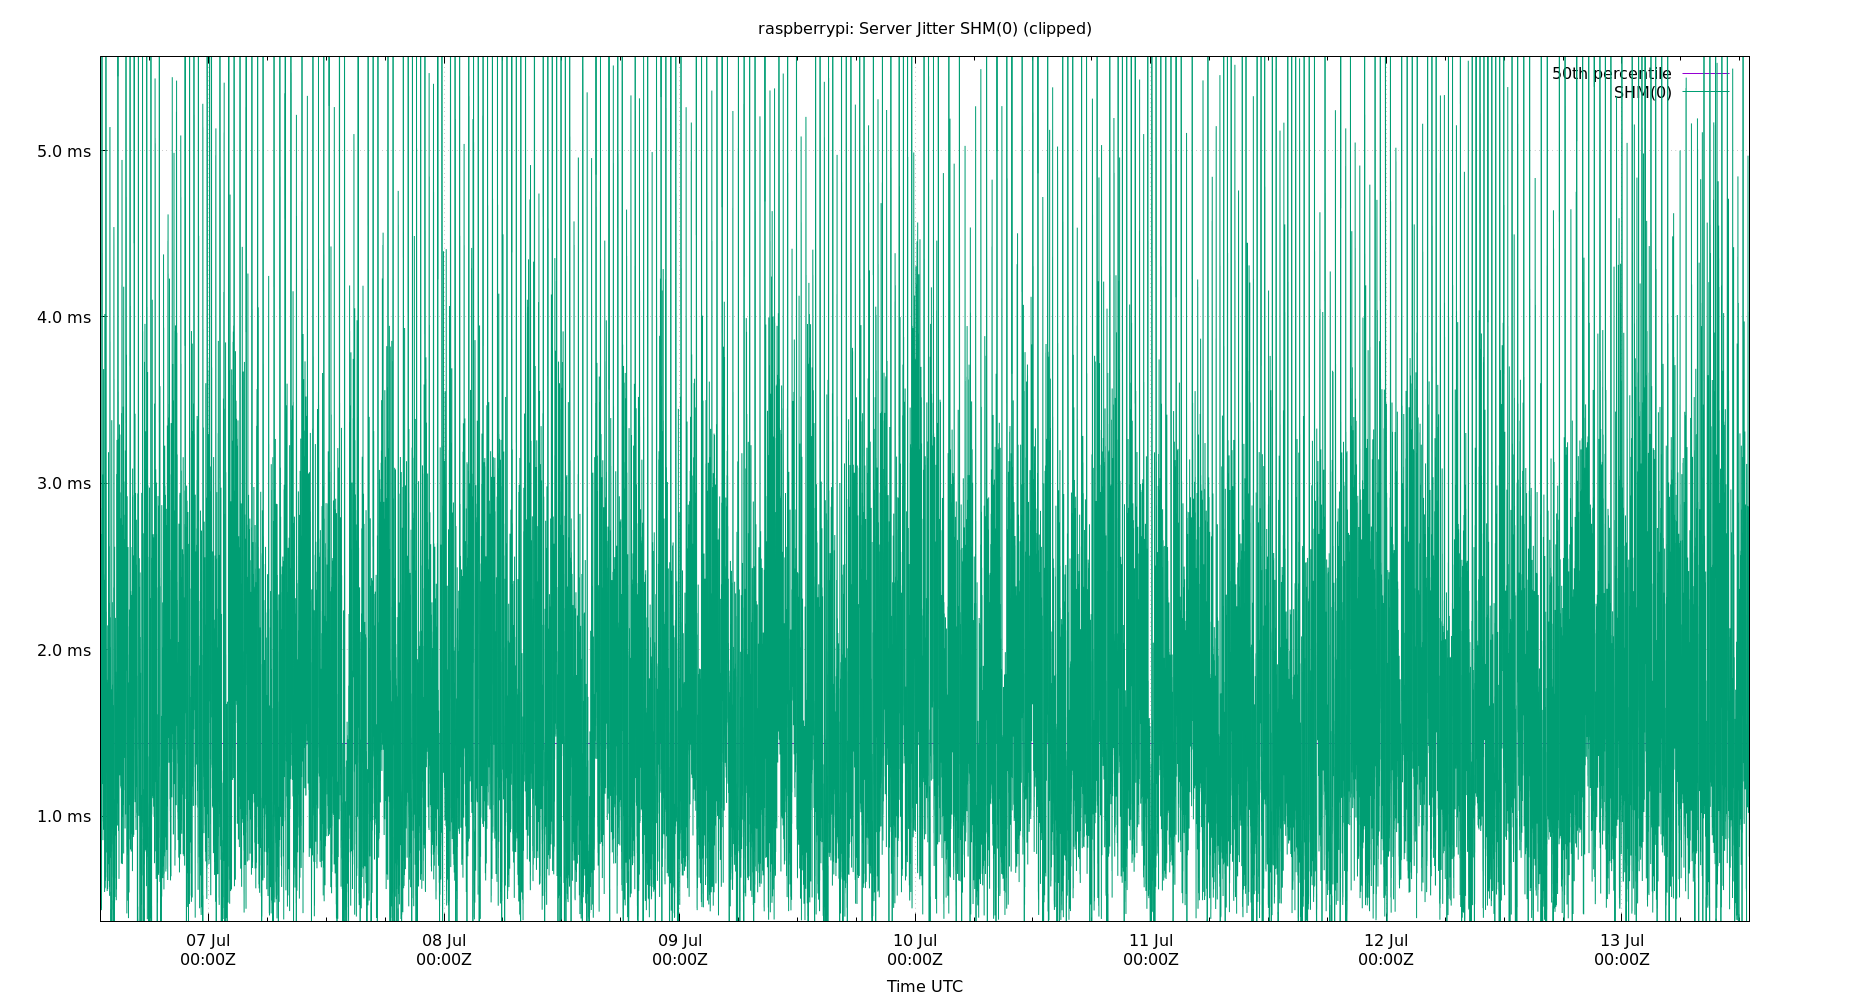 raspberrypi: Server Jitter SHM(0) (clipped)
50th percentile
SHM(0)
5.0 ms
4.0 ms
3.0 ms
2.0 ms
1.0 ms
07 Jul 08 Jul 09 Jul 10 Jul 11 Jul 12 Jul 13 Jul
00:00Z 00:00Z 00:00Z 00:00Z 00:00Z 00:00Z 00:00Z
Time UTC